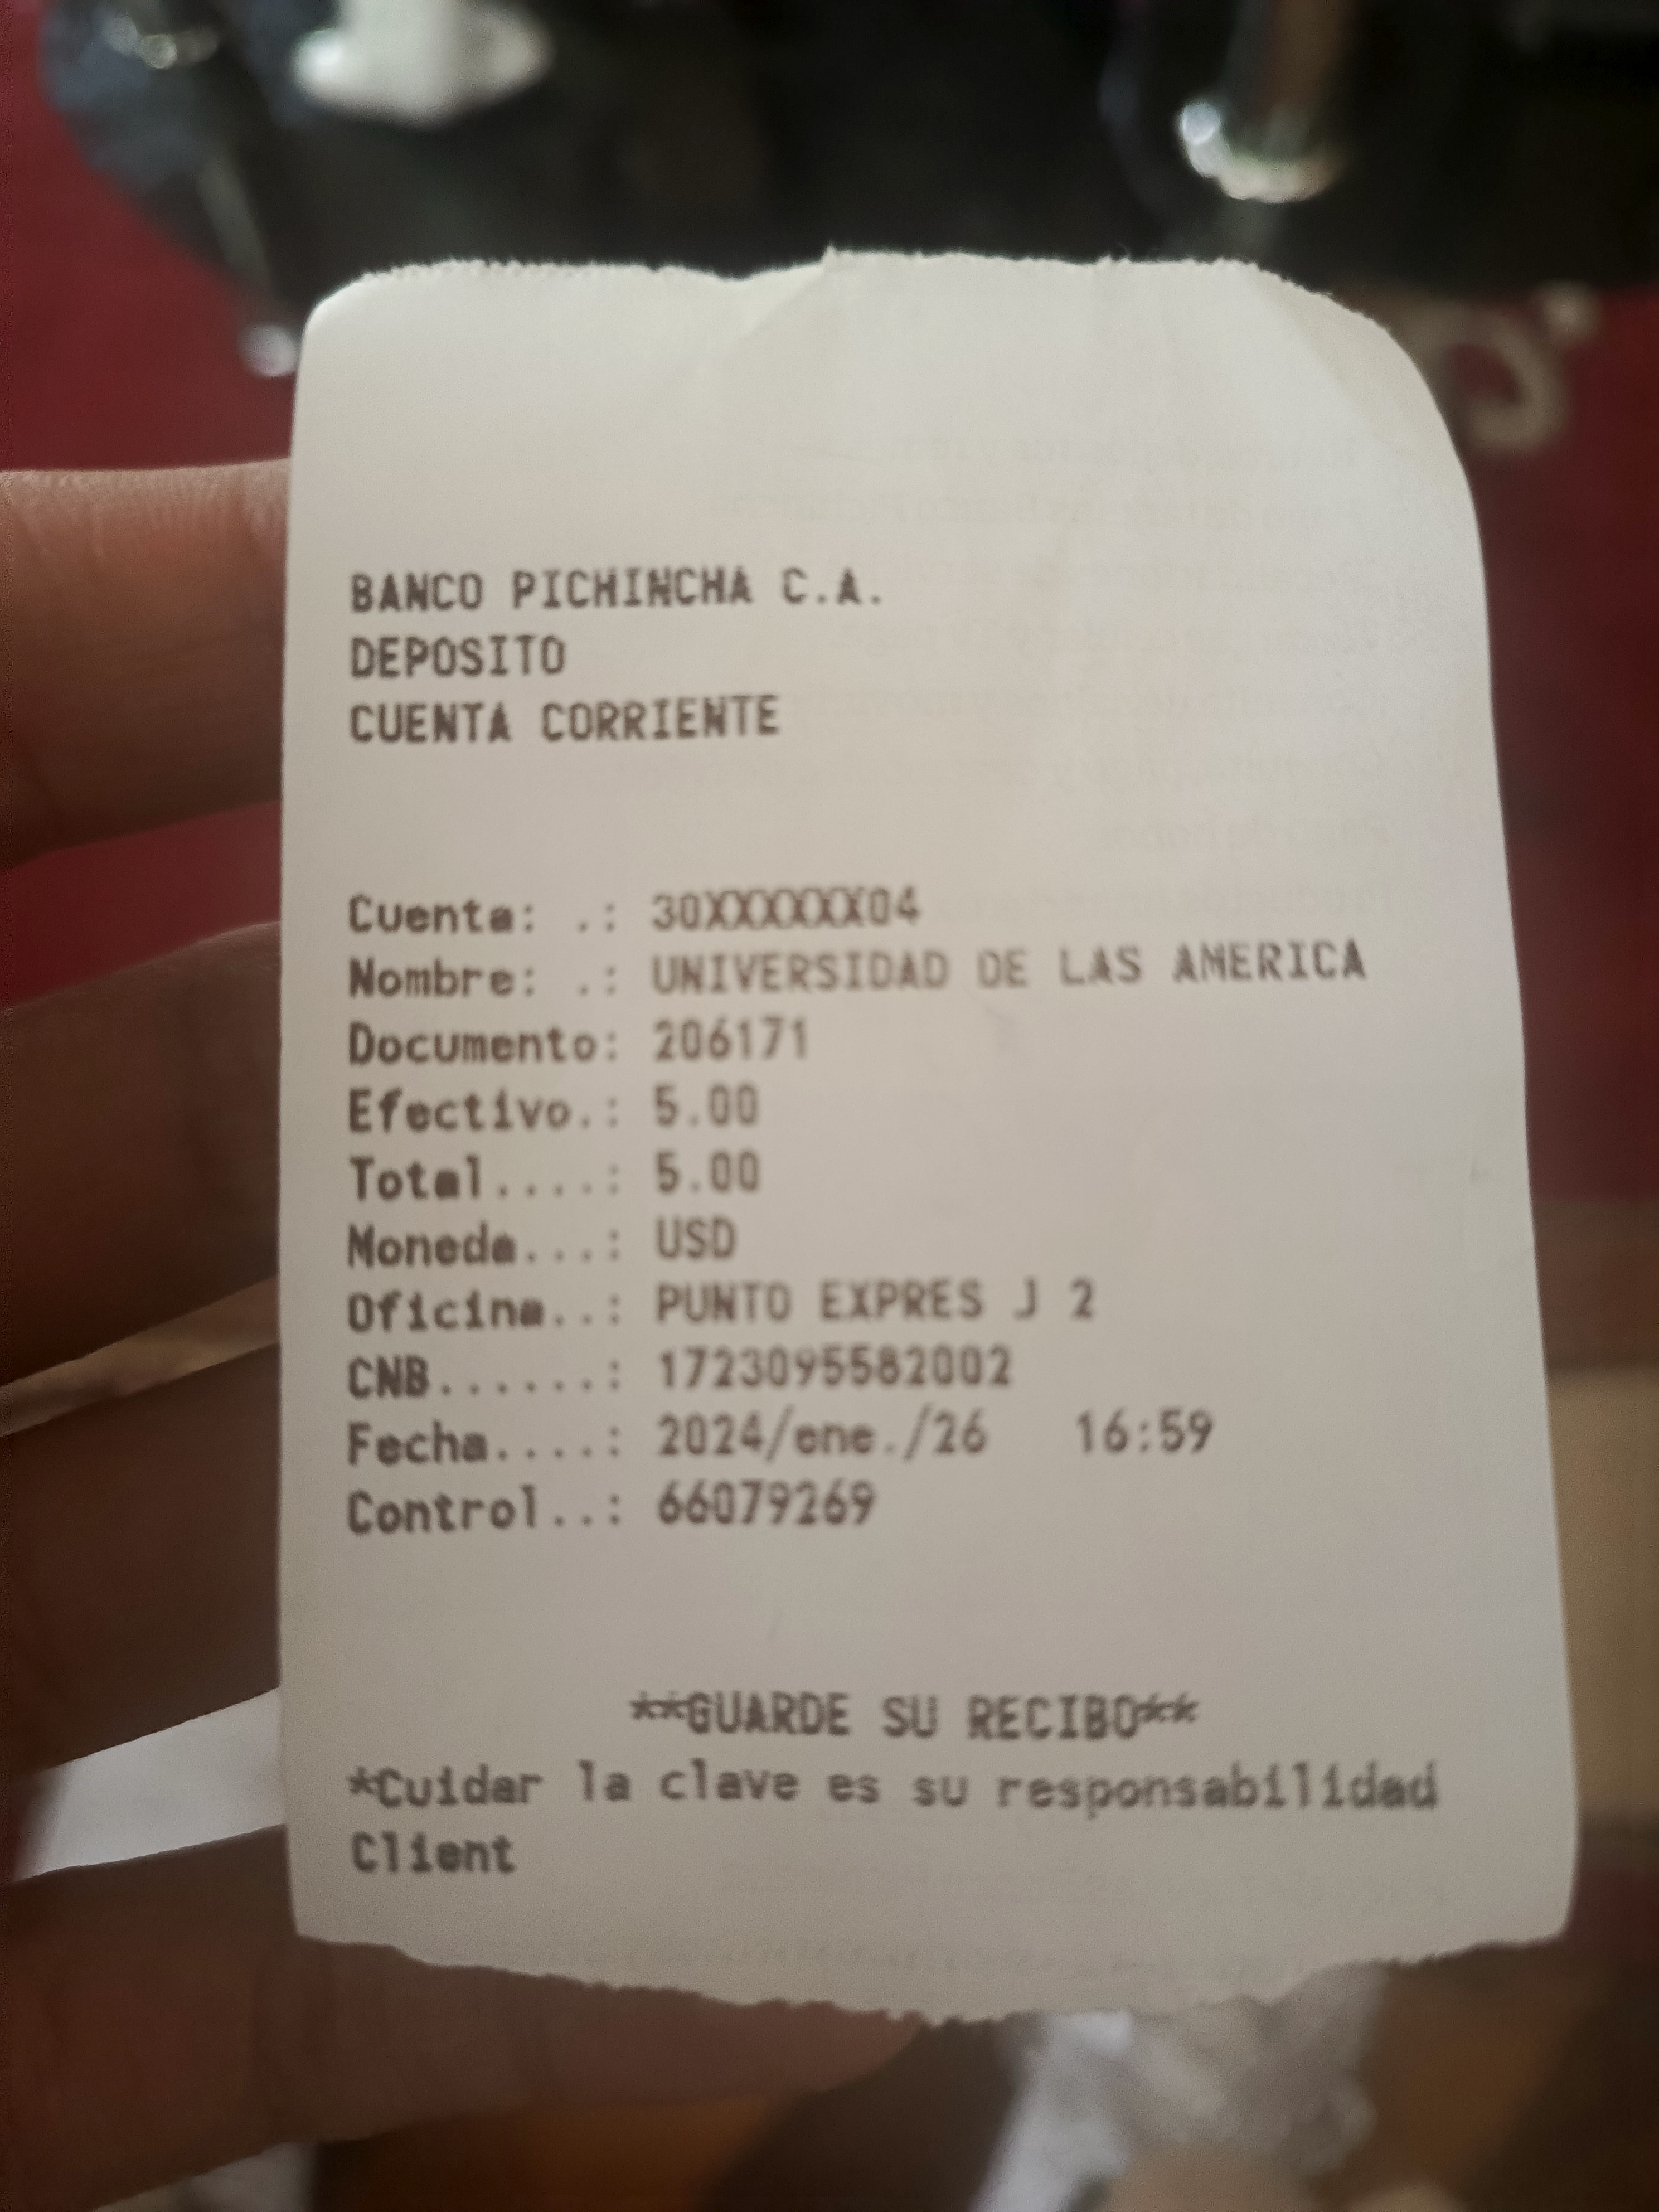 BANCO PICHINCHA C.A.
DEPOSITO
CUENTA CORRIENTE
Cuenta: .: 30XXXXXX04
Nombre: .: UNIVERSIDAD DE LAS AMERICA
Documento: 206171
Efectivo.: 5.00
Total....: 5.00
Moneda...: USD
Oficina..: PUNTO EXPRES J 2
CNB......: 1723095582002
Fecha....: 2024/ene./26 16:59
Control..: 66079269
**GUARDE SU RECIBO**
*Cuidar la clave es su responsabilidad
Client